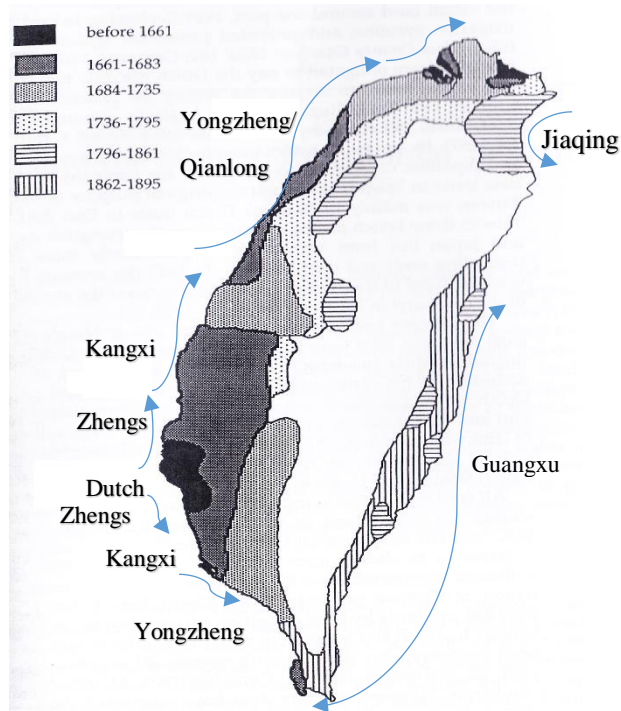 before 1661
1661-1683
1684-1735
1736-1795
1796-1861
1862-1895
Yongzheng/
Qianlong
Jiaqing
Kangxi
Zhengs
Guangxu
Dutch
Zhengs
Kangxi
Yongzheng